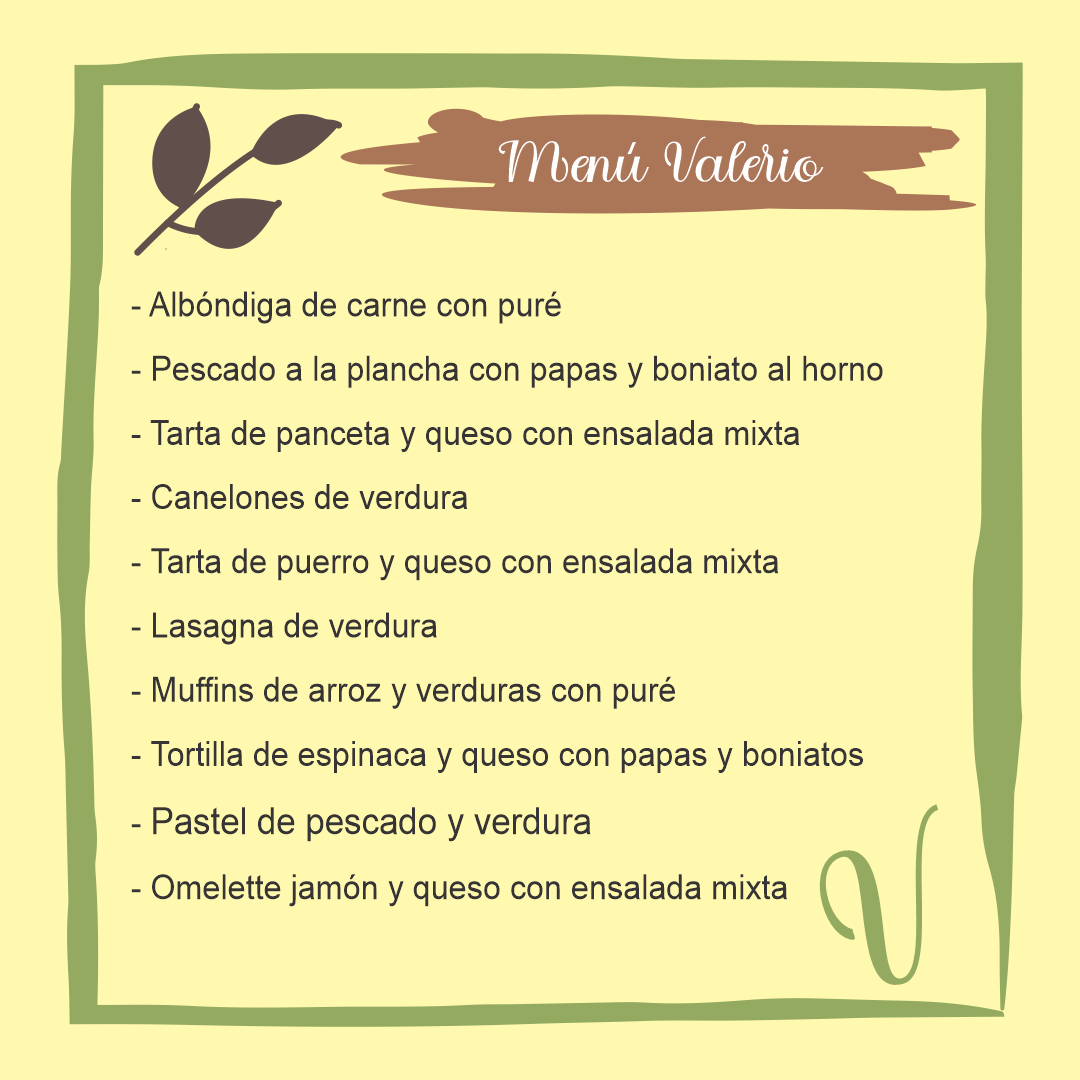 Menú Valerio
- Albóndiga de carne con puré
- Pescado a la plancha con papas y boniato al horno
- Tarta de panceta y queso con ensalada mixta
- Canelones de verdura
- Tarta de puerro y queso con ensalada mixta
- Lasagna de verdura
- Muffins de arroz y verduras con puré
- Tortilla de espinaca y queso con papas y boniatos
- Pastel de pescado y verdura
- Omelette jamón y queso con ensalada mixta
V